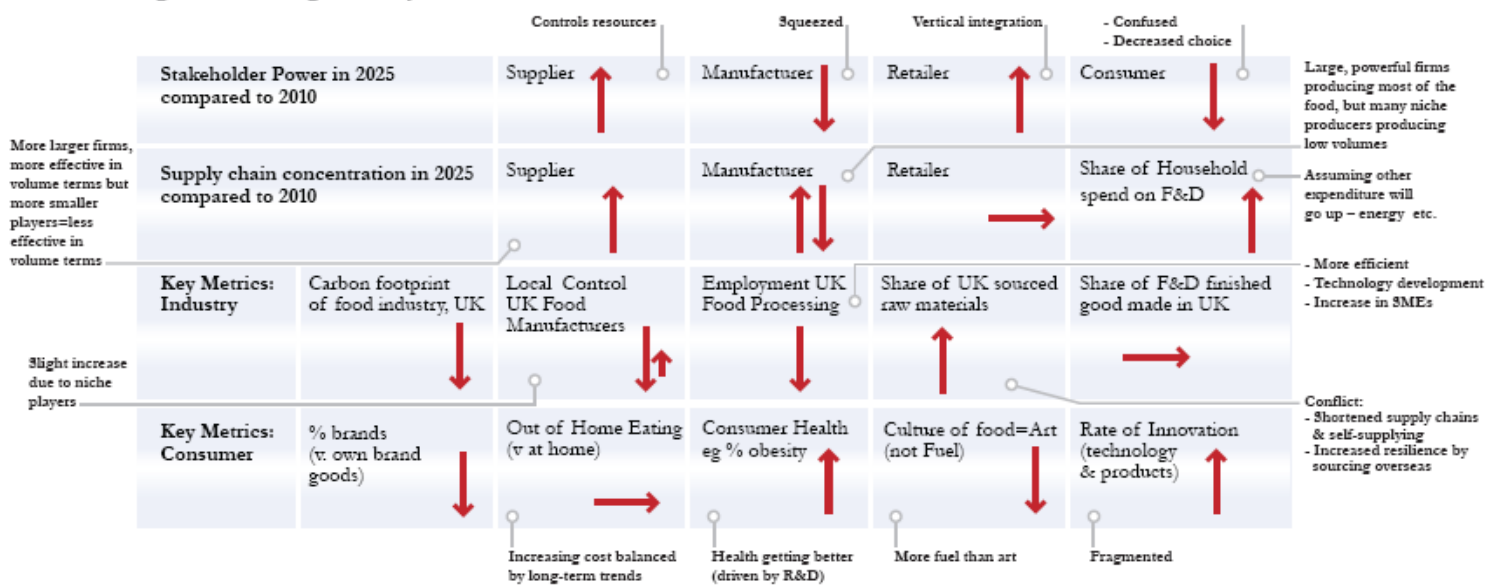 Controls resources
Squeezed
Vertical integration
- Confused
- Decreased choice
Stakeholder Power in 2025
compared to 2010
Supplier
Manufacturer
Retailer
Consumer
Large, powerful firms
producing most of the
food, but many niche
producers producing
low volumes
More larger firms,
more effective in
volume terms but
more smaller
players=less
effective in
volume terms
Supply chain concentration in 2025
compared to 2010
Supplier
Manufacturer
Retailer
Share of Household
spend on F&D
Assuming other
expenditure will
go up – energy etc.
Key Metrics:
Industry
Carbon footprint
of food industry, UK
Local Control
UK Food
Manufacturers
Employment UK
Food Processing
Share of UK sourced
raw materials
Share of F&D finished
good made in UK
- More efficient
- Technology development
- Increase in SMEs
Slight increase
due to niche
players
Conflict:
- Shortened supply chains
& self-supplying
- Increased resilience by
sourcing overseas
Key Metrics:
Consumer
% brands
(v. own brand
goods)
Out of Home Eating
(v at home)
Consumer Health
eg % obesity
Culture of food=Art
(not Fuel)
Rate of Innovation
(technology
& products)
Increasing cost balanced
by long-term trends
Health getting better
(driven by R&D)
More fuel than art
Fragmented